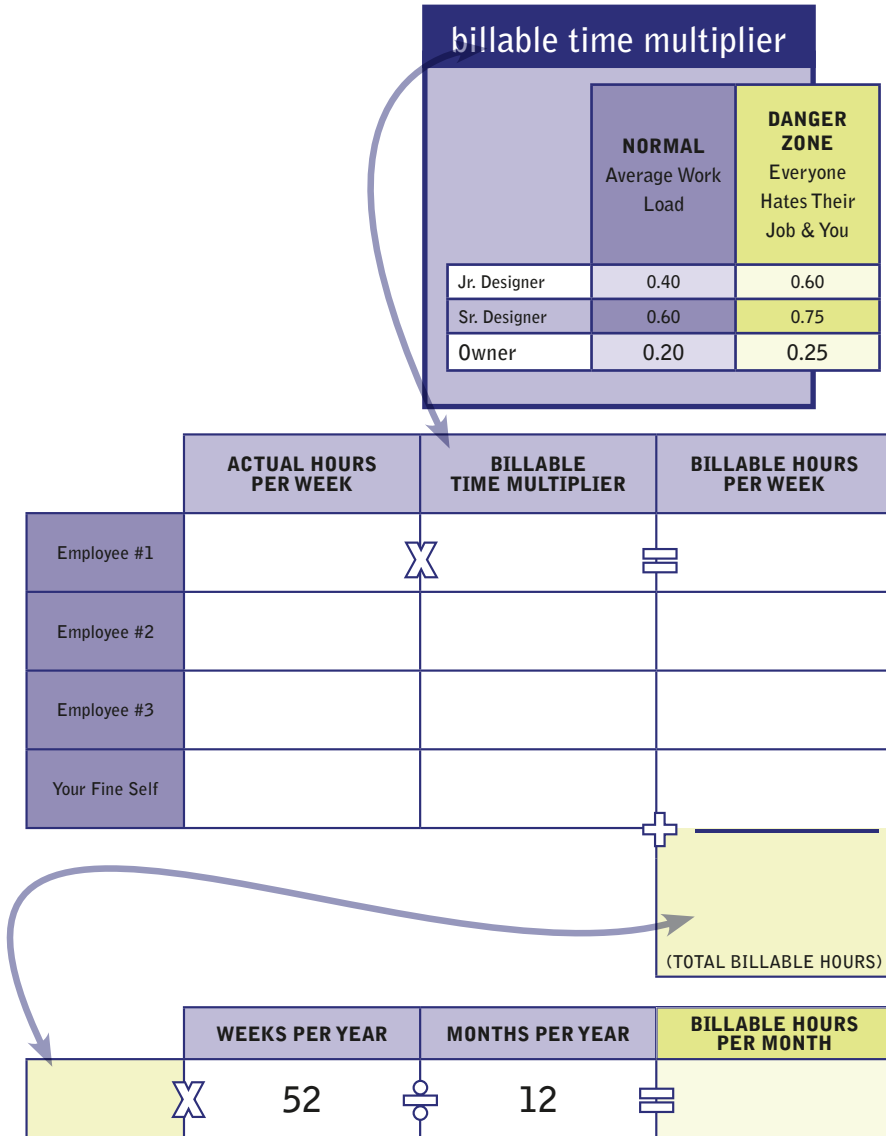 billable time multiplier
NORMAL
Average Work
Load
DANGER
ZONE
Everyone
Hates Their
Job & You
Jr. Designer 0.40 0.60
Sr. Designer 0.60 0.75
Owner 0.20 0.25
ACTUAL HOURS
PER WEEK
BILLABLE
TIME MULTIPLIER
BILLABLE HOURS
PER WEEK
Employee #1 X =
Employee #2
Employee #3
Your Fine Self
+
(TOTAL BILLABLE HOURS)
WEEKS PER YEAR
MONTHS PER YEAR
BILLABLE HOURS
PER MONTH
X 52 ÷ 12 =